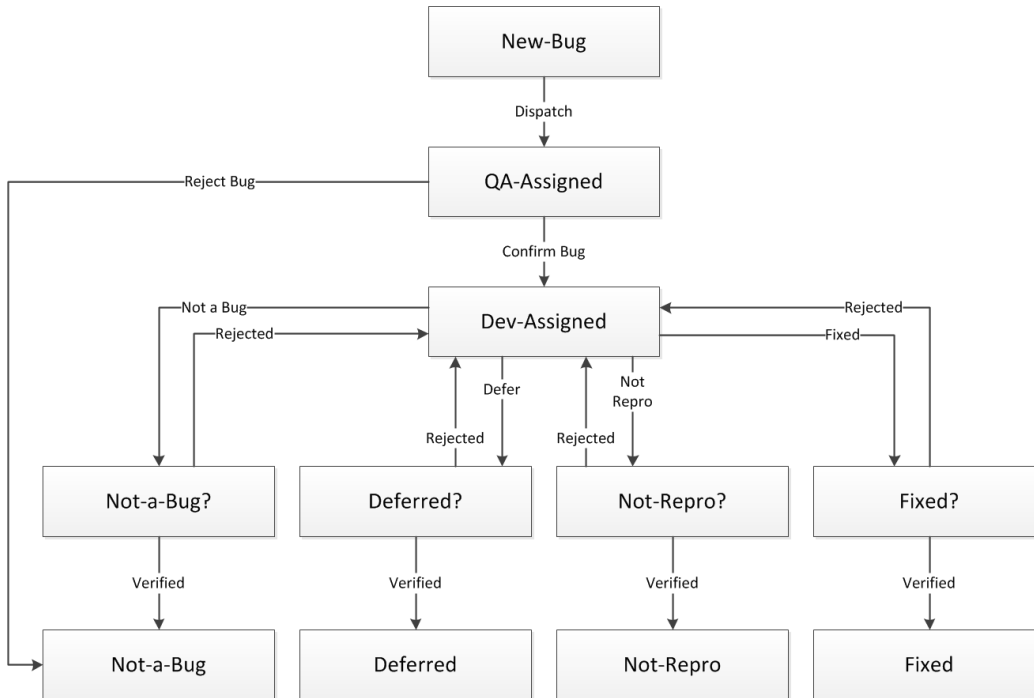 New-Bug
Dispatch
Reject Bug
QA-Assigned
Confirm Bug
Not a Bug
Dev-Assigned
Rejected
Rejected
Fixed
Defer
Not
Repro
Rejected
Rejected
Not-a-Bug?
Deferred?
Not-Repro?
Fixed?
Verified
Verified
Verified
Verified
Not-a-Bug
Deferred
Not-Repro
Fixed